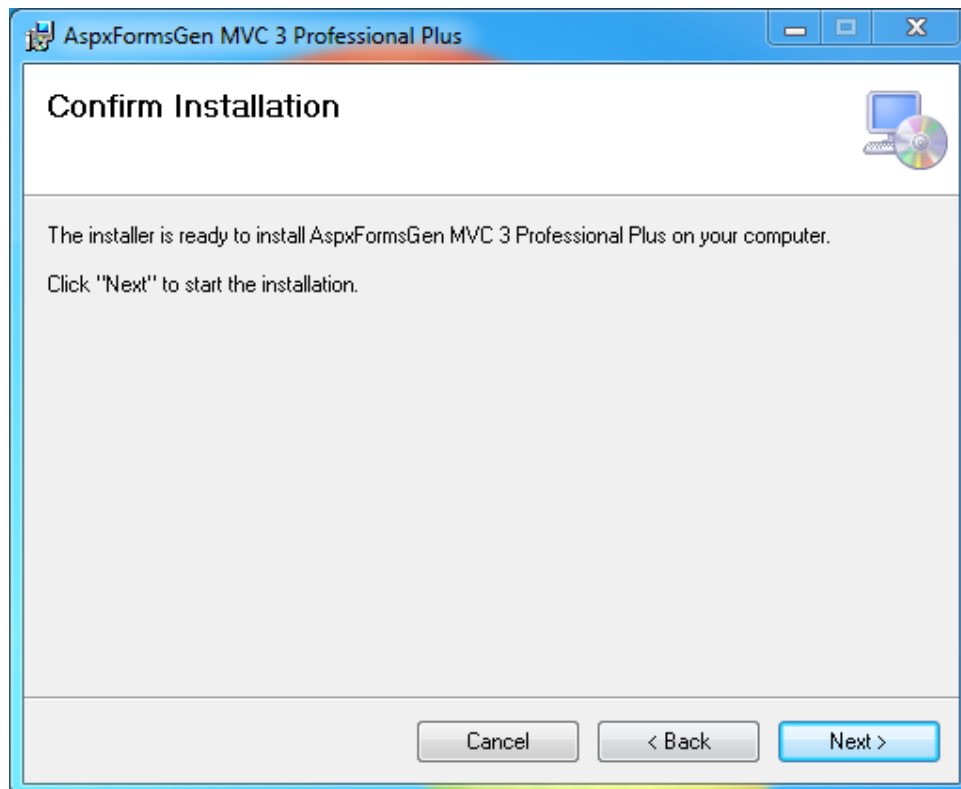 AspxFormsGen MVC 3 Professional Plus
Confirm Installation
The installer is ready to install AspxFormsGen MVC 3 Professional Plus on your computer.
Click "Next" to start the installation.
Cancel
< Back
Next >